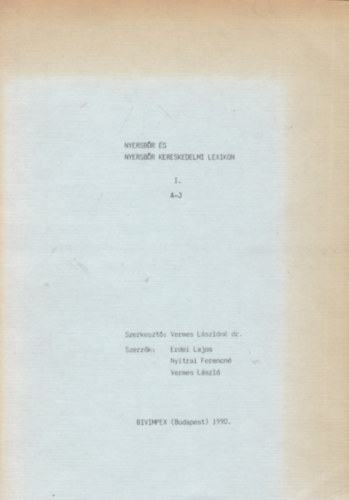 NYERSBŐR ÉS
NYERSBŐR KERESKEDELMI LEXIKON
I.
A-J
Szerkesztő: Vermes Lászlóné dr.
Szerzők: Erdei Lajos
Nyitrai Ferencné
Vermes László
BIVIMPEX (Budapest) 1990.